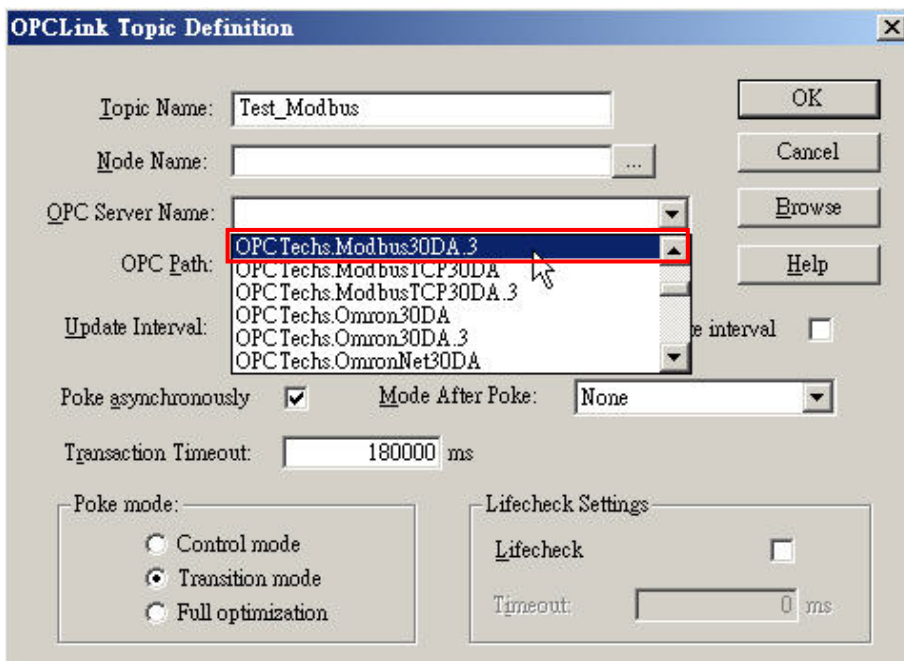 OPCLink Topic Definition
Topic Name: Test_Modbus
OK
Node Name: ...
Cancel
OPC Server Name:
Browse
OPCTechs.Modbus30DA.3
OPC Path:
OPCTechs.ModbusTCP30DA
Help
OPCTechs.ModbusTCP30DA.3
OPCTechs.Omron30DA
Update Interval:
e interval
OPCTechs.Omron30DA.3
OPCTechs.OmronNet30DA
Poke asynchronously
Mode After Poke: None
Transaction Timeout: 180000 ms
Poke mode:
Control mode
Transition mode
Full optimization
Lifecheck Settings
Lifecheck
Timeout: 0 ms